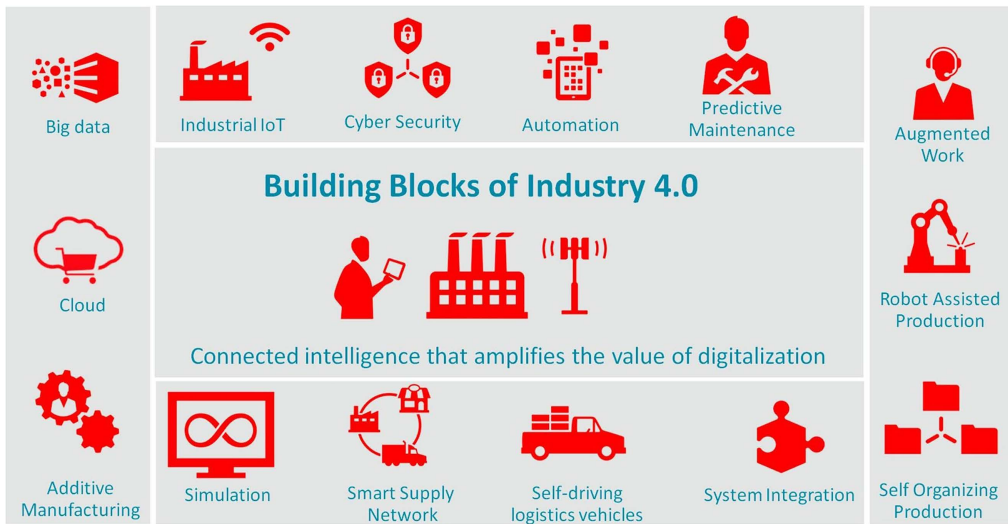 Big data
Industrial IoT
Cyber Security
Automation
Predictive
Maintenance
Augmented
Work
Building Blocks of Industry 4.0
Cloud
Robot Assisted
Production
Connected intelligence that amplifies the value of digitalization
Additive
Manufacturing
Simulation
Smart Supply
Network
Self-driving
logistics vehicles
System Integration
Self Organizing
Production